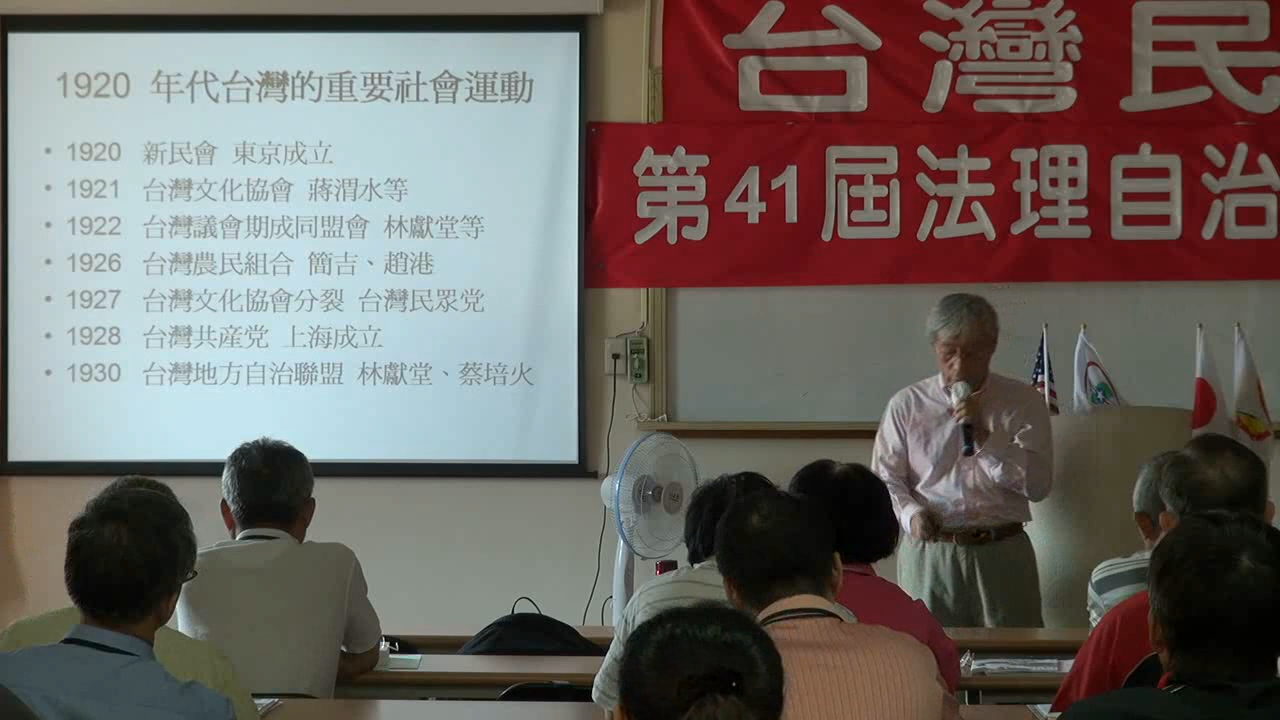 1920 年代台灣的重要社會運動
• 1920 新民會 東京成立
• 1921 台灣文化協會 蔣渭水等
• 1922 台灣議會期成同盟會 林獻堂等
• 1926 台灣農民組合 簡吉、趙港
• 1927 台灣文化協會分裂 台灣民眾党
• 1928 台灣共產党 上海成立
• 1930 台灣地方自治聯盟 林獻堂、蔡培火
台灣民
第41屆法理自治